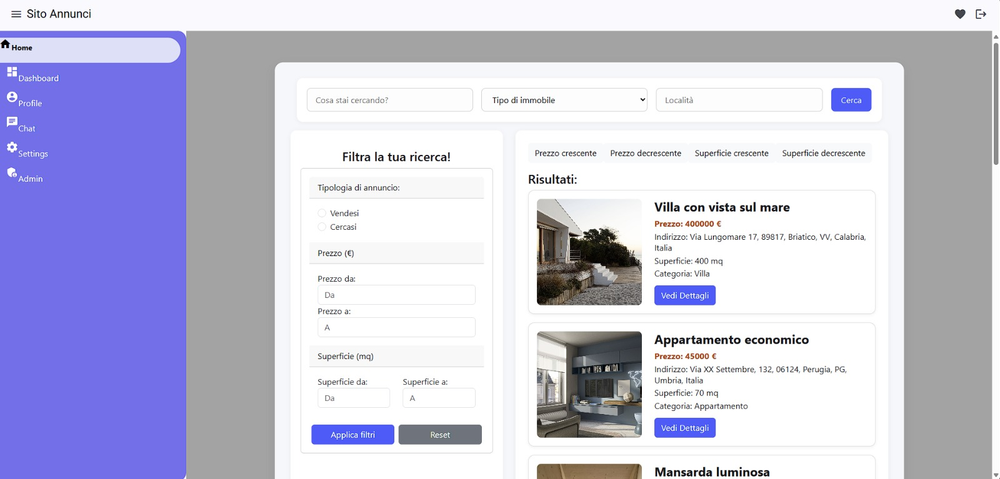 Sito Annunci
Home
Dashboard
Profile
Chat
Settings
Admin
Cosa stai cercando?
Tipo di immobile
Località
Cerca
Filtra la tua ricerca!
Tipologia di annuncio:
Vendesi
Cercasi
Prezzo (€)
Prezzo da:
Da
Prezzo a:
A
Superficie (mq)
Superficie da:
Superficie a:
Da
A
Applica filtri
Reset
Prezzo crescente
Prezzo decrescente
Superficie crescente
Superficie decrescente
Risultati:
Villa con vista sul mare
Prezzo: 400000 €
Indirizzo: Via Lungomare 17, 89817, Briatico, VV, Calabria,
Italia
Superficie: 400 mq
Categoria: Villa
Vedi Dettagli
Appartamento economico
Prezzo: 45000 €
Indirizzo: Via XX Settembre, 132, 06124, Perugia, PG,
Umbria, Italia
Superficie: 70 mq
Categoria: Appartamento
Vedi Dettagli
Mansarda luminosa